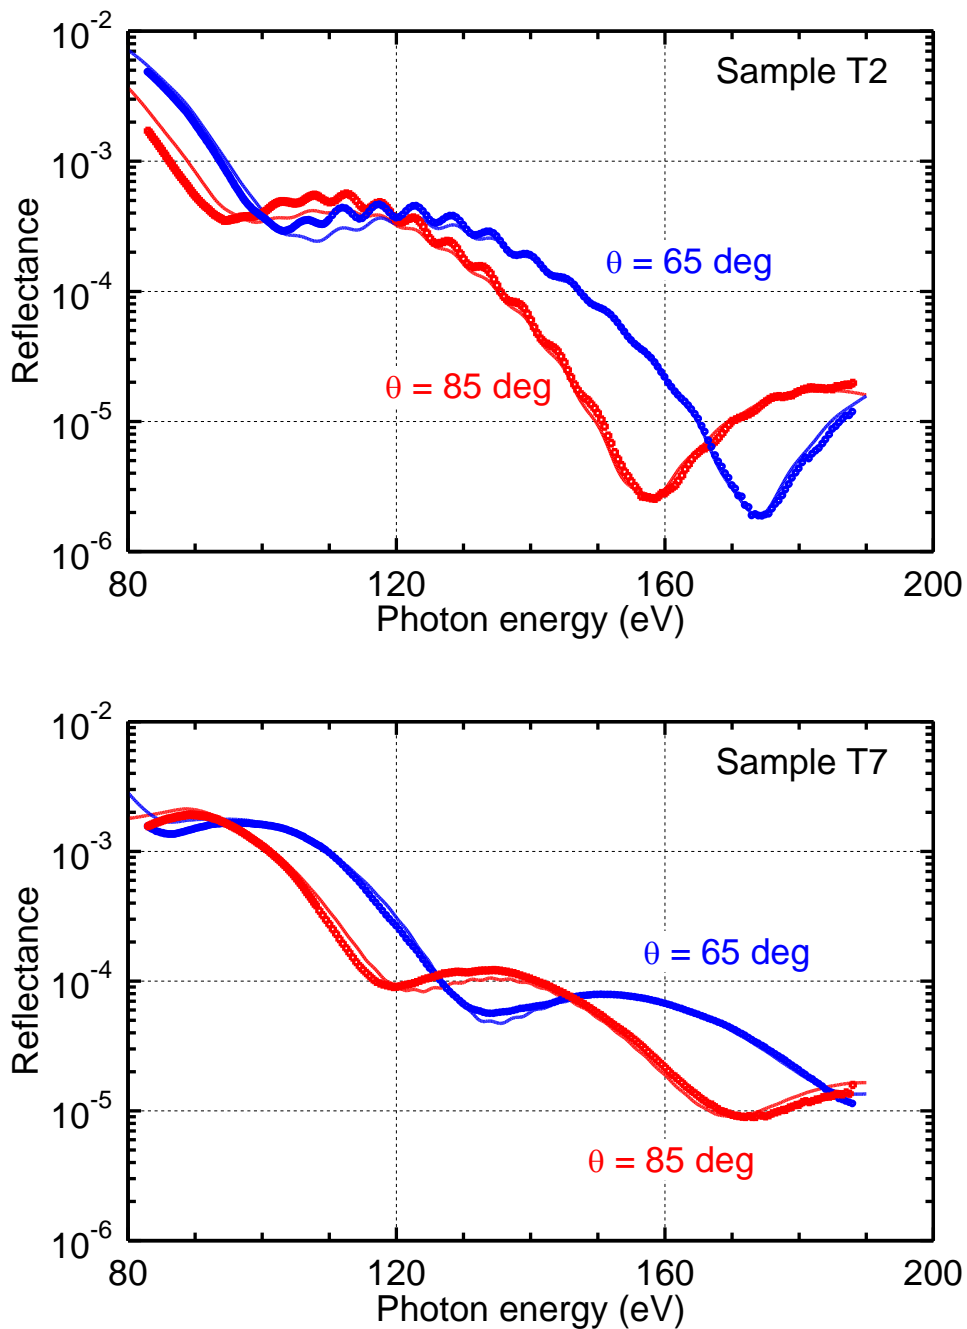 10⁻²
Sample T2
10⁻³
θ = 65 deg
10⁻⁴
Reflectance
θ = 85 deg
10⁻⁵
10⁻⁶
80 120 160 200
Photon energy (eV)
10⁻²
Sample T7
10⁻³
θ = 65 deg
10⁻⁴
Reflectance
10⁻⁵
θ = 85 deg
10⁻⁶
80 120 160 200
Photon energy (eV)